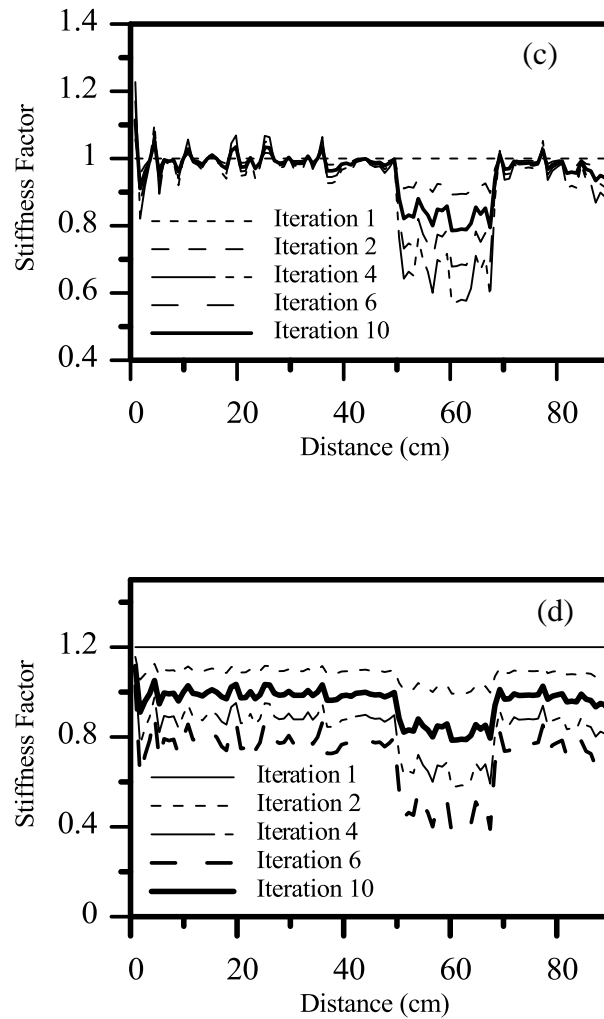 1.4
(c)
1.2
1
0.8
0.6
0.4
Stiffness Factor
Iteration 1
Iteration 2
Iteration 4
Iteration 6
Iteration 10
0 20 40 60 80
Distance (cm)
(d)
1.2
0.8
0.4
0
Stiffness Factor
Iteration 1
Iteration 2
Iteration 4
Iteration 6
Iteration 10
0 20 40 60 80
Distance (cm)